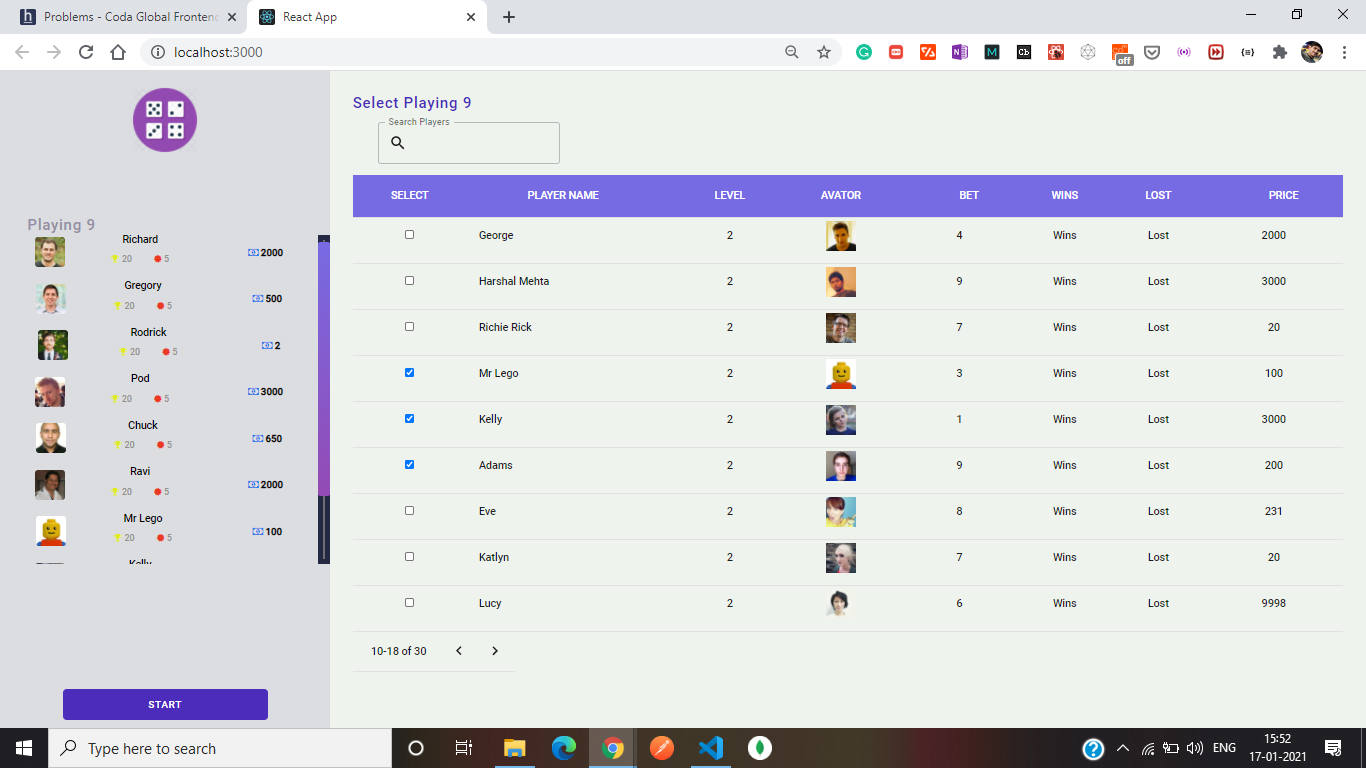 Problems - Coda Global Frontend
React App
localhost:3000
off
Select Playing 9
Search Players
SELECT PLAYER NAME LEVEL AVATOR BET WINS LOST PRICE
George 2 4 Wins Lost 2000
Harshal Mehta 2 9 Wins Lost 3000
Richie Rick 2 7 Wins Lost 20
Mr Lego 2 3 Wins Lost 100
Kelly 2 1 Wins Lost 3000
Adams 2 9 Wins Lost 200
Eve 2 8 Wins Lost 231
Katlyn 2 7 Wins Lost 20
Lucy 2 6 Wins Lost 9998
10-18 of 30
Playing 9
Richard
20 5 2000
Gregory
20 5 500
Rodrick
20 5 2
Pod
20 5 3000
Chuck
20 5 650
Ravi
20 5 2000
Mr Lego
20 5 100
Kelly
START
Type here to search
ENG
15:52
17-01-2021